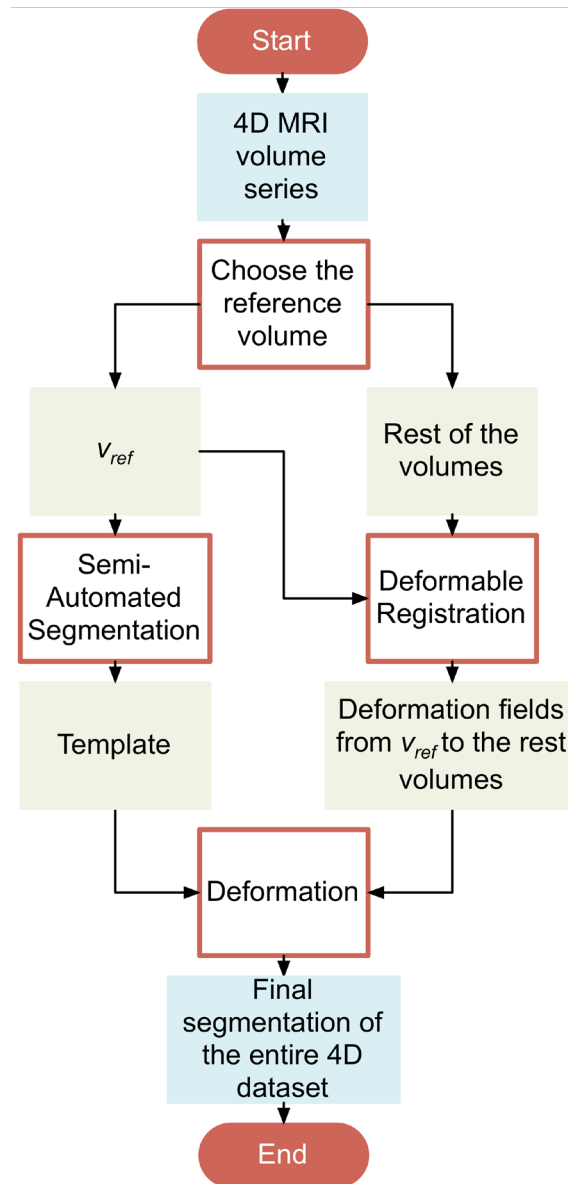 Start
4D MRI
volume
series
Choose the
reference
volume
v_ref
Rest of the
volumes
Semi-
Automated
Segmentation
Deformable
Registration
Template
Deformation fields
from v_ref to the rest
volumes
Deformation
Final
segmentation of
the entire 4D
dataset
End